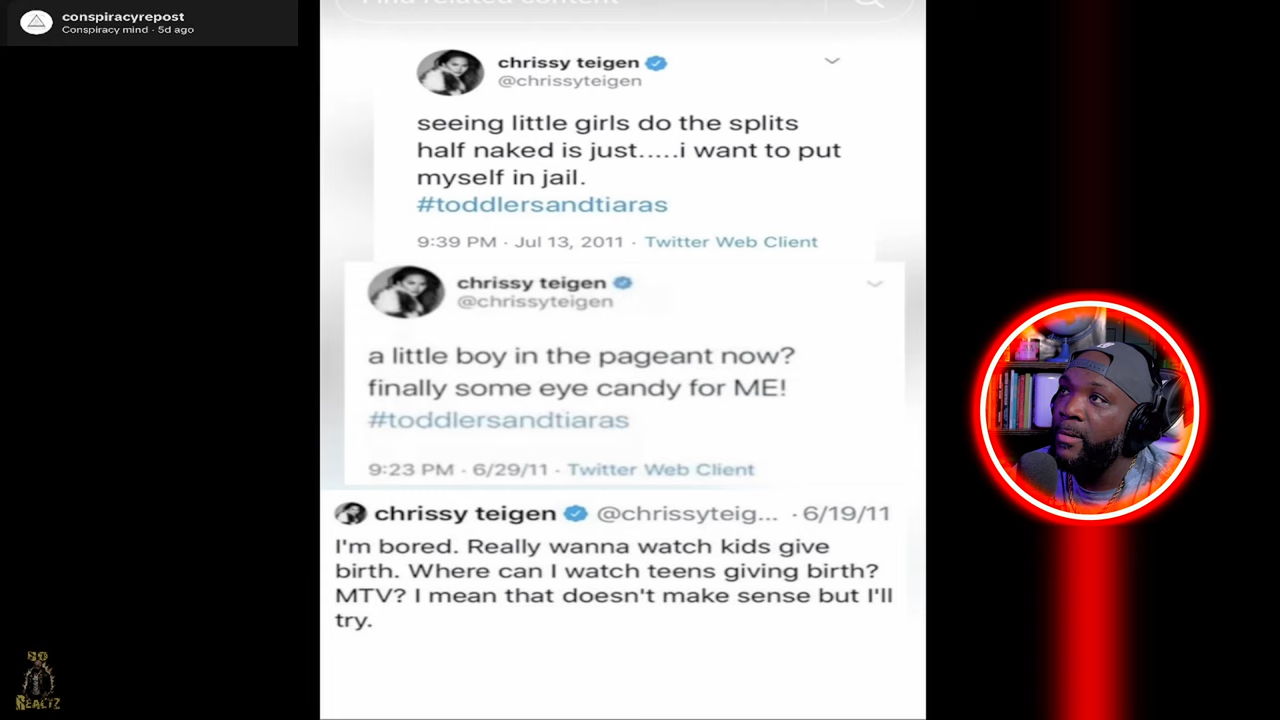 conspiracyrepost
Conspiracy mind · 5d ago
Find related content
chrissy teigen
@chrissyteigen
seeing little girls do the splits
half naked is just.....i want to put
myself in jail.
#toddlersandtiaras
9:39 PM · Jul 13, 2011 · Twitter Web Client
chrissy teigen
@chrissyteigen
a little boy in the pageant now?
finally some eye candy for ME!
#toddlersandtiaras
9:23 PM · 6/29/11 · Twitter Web Client
chrissy teigen @chrissyteig... · 6/19/11
I'm bored. Really wanna watch kids give
birth. Where can I watch teens giving birth?
MTV? I mean that doesn't make sense but I'll
try.
REACTZ